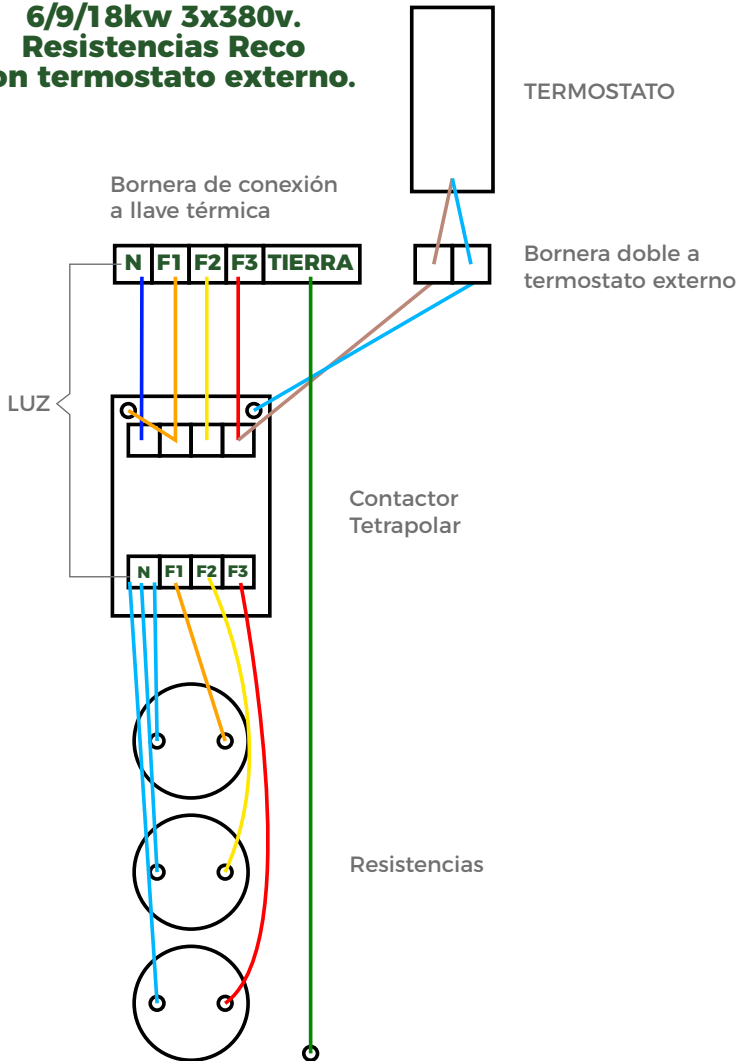 6/9/18kw 3x380v.
Resistencias Reco
on termostato externo.
TERMOSTATO
Bornera de conexión
a llave térmica
N F1 F2 F3 TIERRA
Bornera doble a
termostato externo
LUZ
Contactor
Tetrapolar
N F1 F2 F3
Resistencias